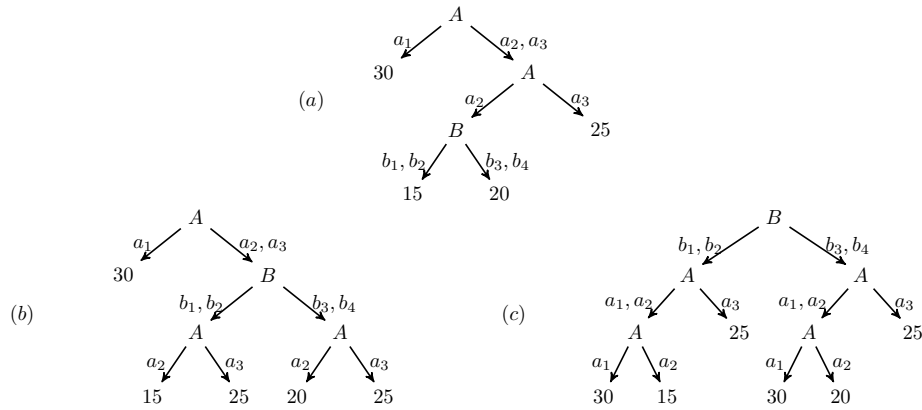 A
a₁ a₂, a₃
30 A
(a) a₂ a₃
B 25
b₁, b₂ b₃, b₄
15 20
A
a₁ a₂, a₃
30 B
(b) b₁, b₂ b₃, b₄
A A
a₂ a₃ a₂ a₃
15 25 20 25
B
b₁, b₂ b₃, b₄
A A
(c) a₁, a₂ a₃ a₁, a₂ a₃
A 25 A 25
a₁ a₂ a₁ a₂
30 15 30 20